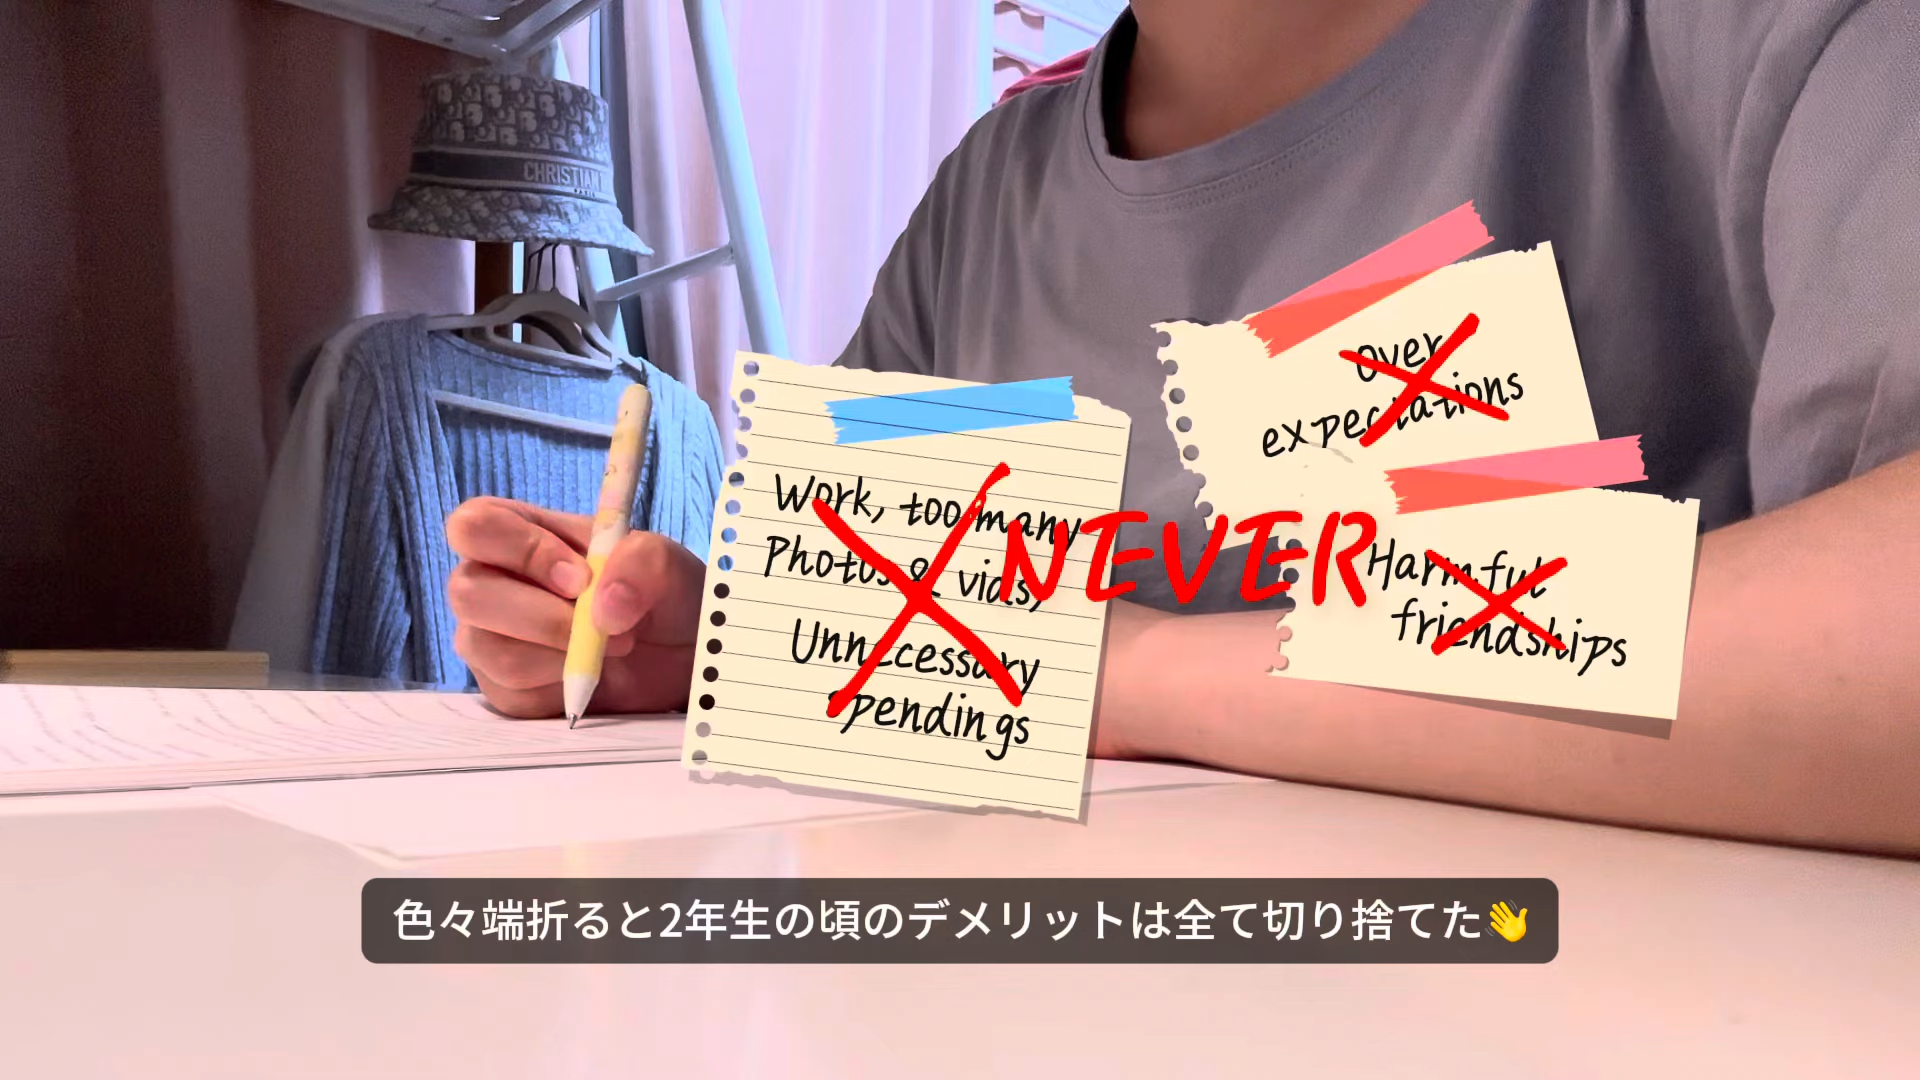 CHRISTIAN
Over
expectations
Work, too many
Photos & vids,
Unnecessary
Spendings
NEVER
Harmful
friendships
色々端折ると2年生の頃のデメリットは全て切り捨てた👋